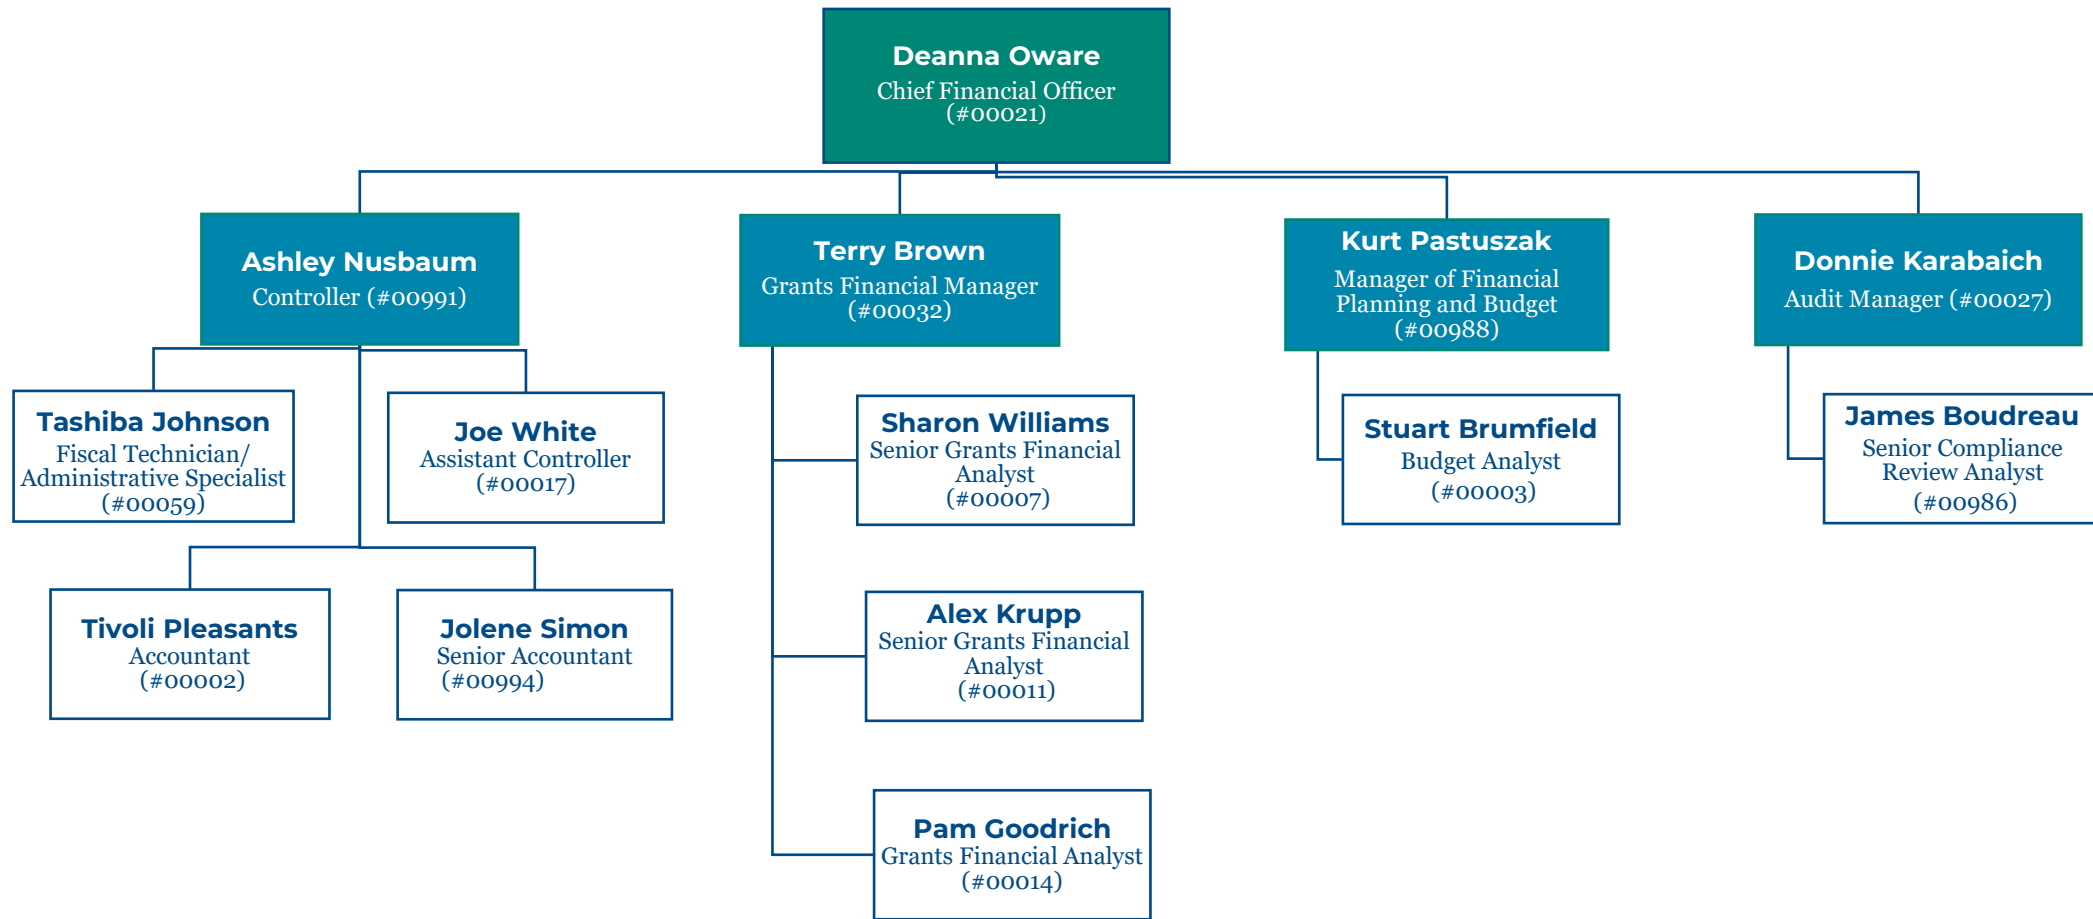 Deanna Oware
Chief Financial Officer
(#00021)
Ashley Nusbaum
Controller (#00991)
Terry Brown
Grants Financial Manager
(#00032)
Kurt Pastuszak
Manager of Financial
Planning and Budget
(#00988)
Donnie Karabaich
Audit Manager (#00027)
Tashiba Johnson
Fiscal Technician/
Administrative Specialist
(#00059)
Joe White
Assistant Controller
(#00017)
Sharon Williams
Senior Grants Financial
Analyst
(#00007)
Stuart Brumfield
Budget Analyst
(#00003)
James Boudreau
Senior Compliance
Review Analyst
(#00986)
Tivoli Pleasants
Accountant
(#00002)
Jolene Simon
Senior Accountant
(#00994)
Alex Krupp
Senior Grants Financial
Analyst
(#00011)
Pam Goodrich
Grants Financial Analyst
(#00014)